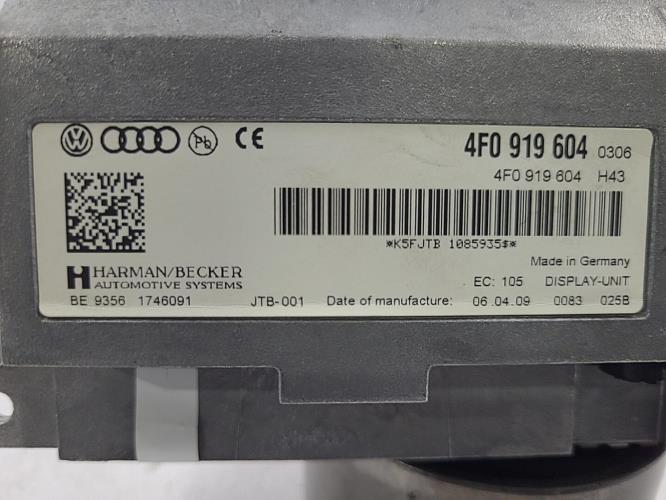 Pb CE 4F0 919 604 0306
4F0 919 604 H43
*K5FJTB 1085935$*
Made in Germany
HARMAN/BECKER
AUTOMOTIVE SYSTEMS
EC: 105 DISPLAY-UNIT
BE 9356 1746091 JTB-001 Date of manufacture: 06.04.09 0083 025B